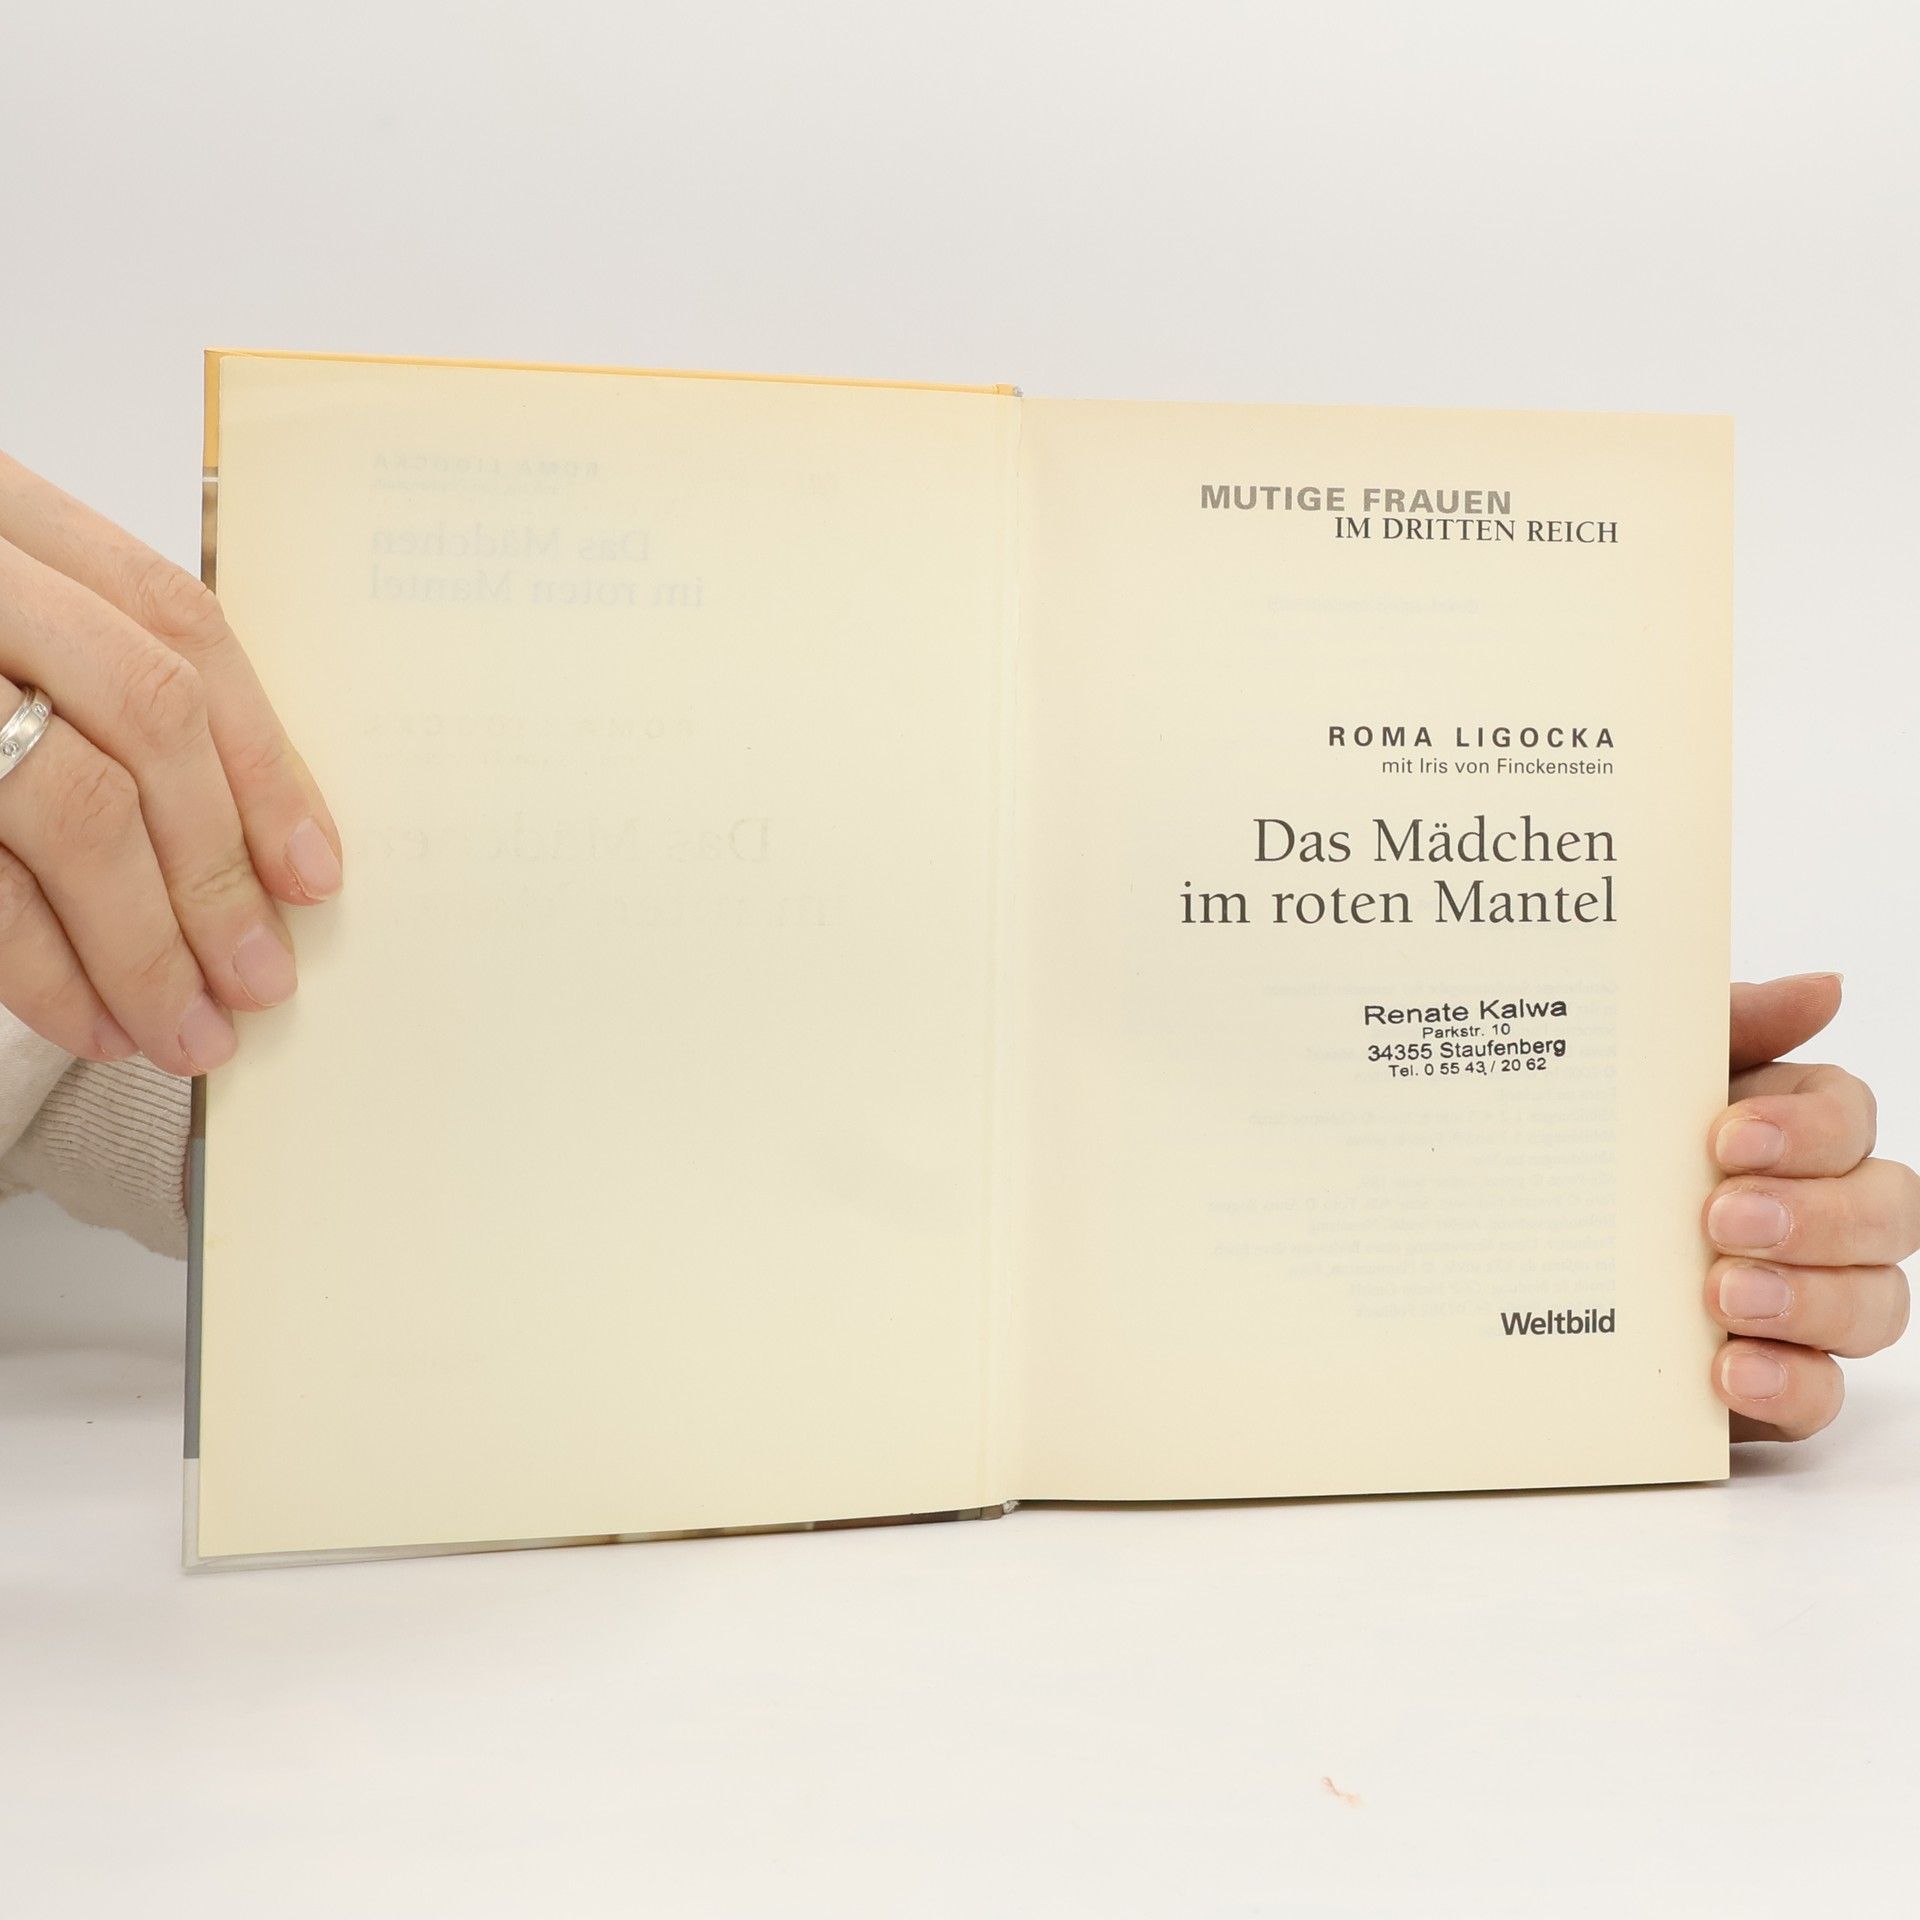 MUTIGE FRAUEN
IM DRITTEN REICH
ROMA LIGOCKA
mit Iris von Finckenstein
Das Mädchen
im roten Mantel
Renate Kalwa
Parkstr. 10
34355 Staufenberg
Tel. 0 55 43 / 20 62
Weltbild